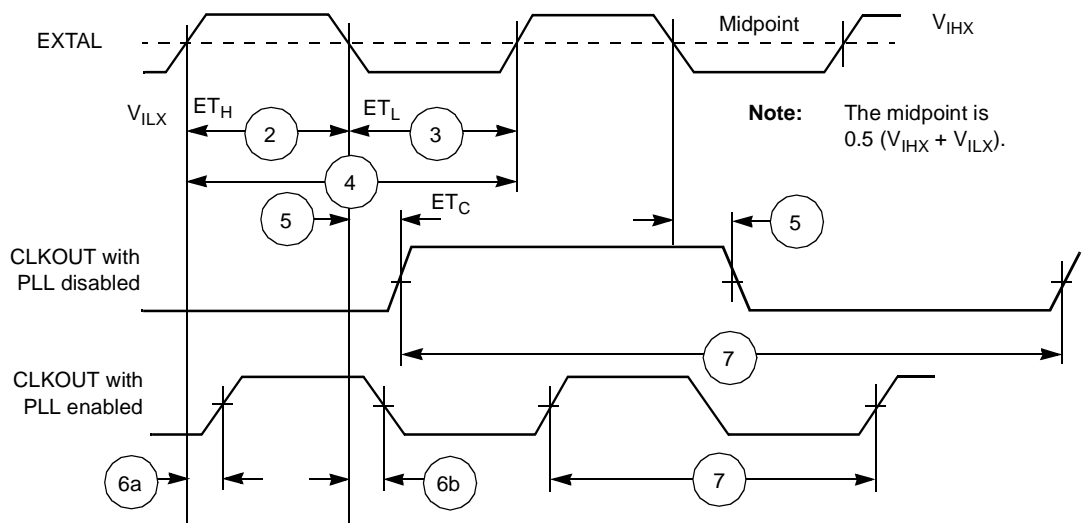 EXTAL
Midpoint
V_IHX
V_ILX
ET_H
ET_L
2
3
Note: The midpoint is
0.5 (V_IHX + V_ILX).
4
5
ET_C
5
CLKOUT with
PLL disabled
7
CLKOUT with
PLL enabled
6a
6b
7